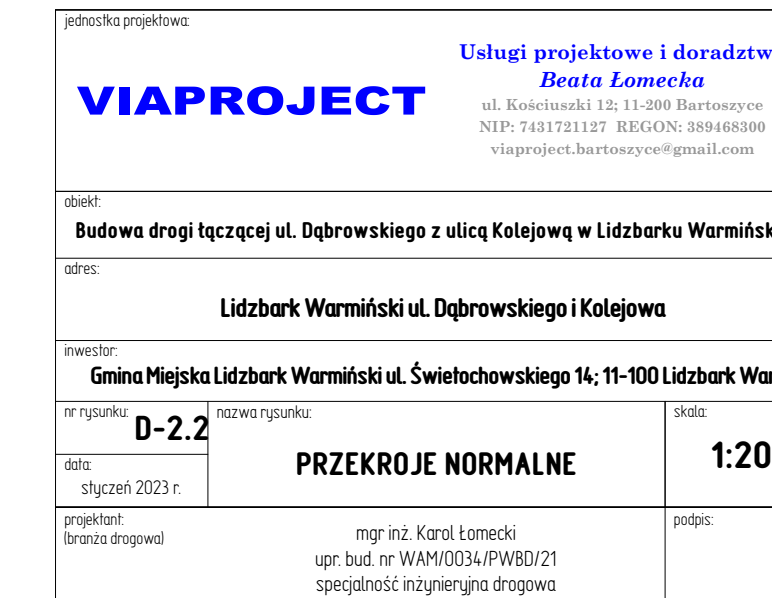 jednostka projektowa:
VIAPROJECT
Usługi projektowe i doradztw
Beata Łomecka
ul. Kościuszki 12; 11-200 Bartoszyce
NIP: 7431721127 REGON: 389468300
viaproject.bartoszyce@gmail.com
obiekt:
Budowa drogi łączącej ul. Dąbrowskiego z ulicą Kolejową w Lidzbarku Warmińsk
adres:
Lidzbark Warmiński ul. Dąbrowskiego i Kolejowa
inwestor:
Gmina Miejska Lidzbark Warmiński ul. Świetochowskiego 14; 11-100 Lidzbark War
nr rysunku:
D-2.2
nazwa rysunku:
PRZEKROJE NORMALNE
skala:
1:20
data:
styczeń 2023 r.
projektant:
(branża drogowa)
mgr inż. Karol Łomecki
upr. bud. nr WAM/0034/PWBD/21
specjalność inżynieryjna drogowa
podpis: